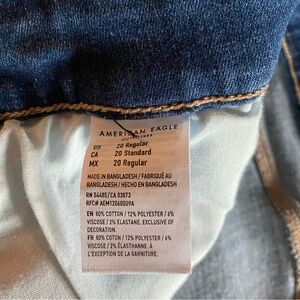 AMERICAN EAGLE
OUTFITTERS
US 20 Regular
CA 20 Standard
MX 20 Regular
MADE IN BANGLADESH / FABRIQUÉ AU
BANGLADESH / HECHO EN BANGLADESH
RN 54485/CA 03873
RFC# AEM120605U9A
EN 80% COTTON / 12% POLYESTER / 6%
VISCOSE / 2% ELASTANE. EXCLUSIVE OF
DECORATION.
FR 80% COTON / 12% POLYESTER / 6%
VISCOSE / 2% ÉLASTHANNE. À
L'EXCEPTION DE LA GARNITURE.